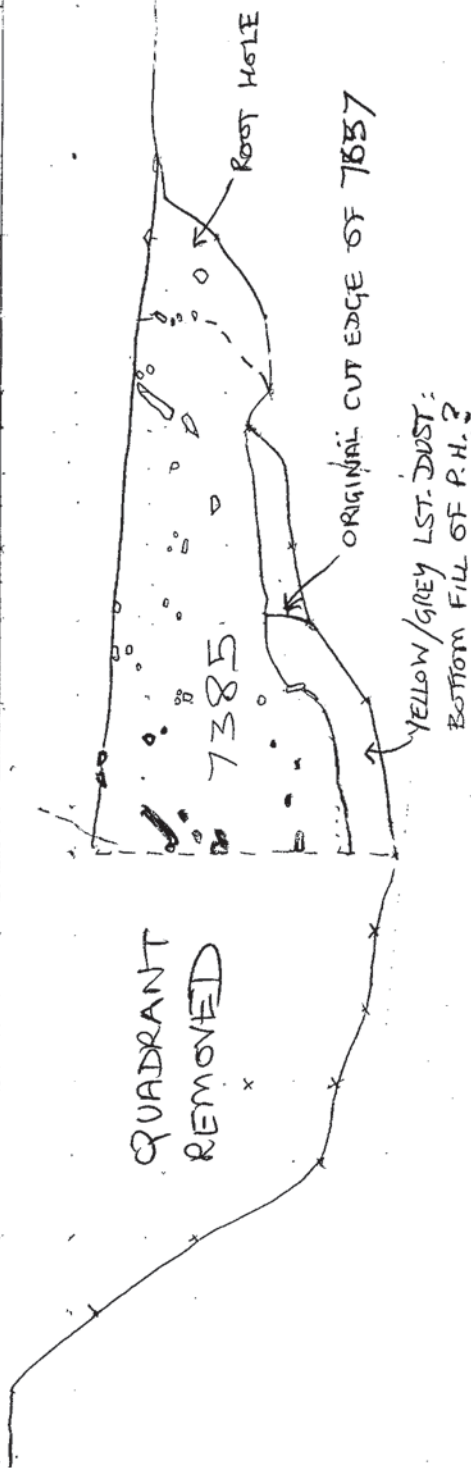 QUADRANT
REMOVED
7385
ROOT HOLE
ORIGINAL CUT EDGE OF 7557
YELLOW/GREY LST. DUST:
BOTTOM FILL OF P.H.?